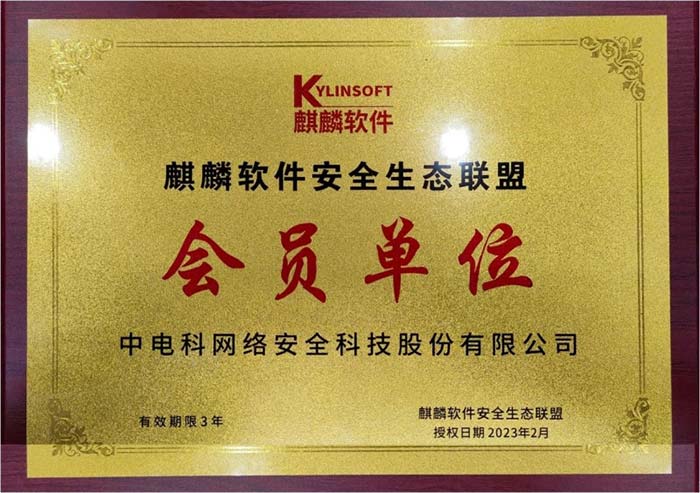 KYLINSOFT
麒麟软件
麒麟软件安全生态联盟
会员单位
中电科网络安全科技股份有限公司
有效期限3年
麒麟软件安全生态联盟
授权日期 2023年2月